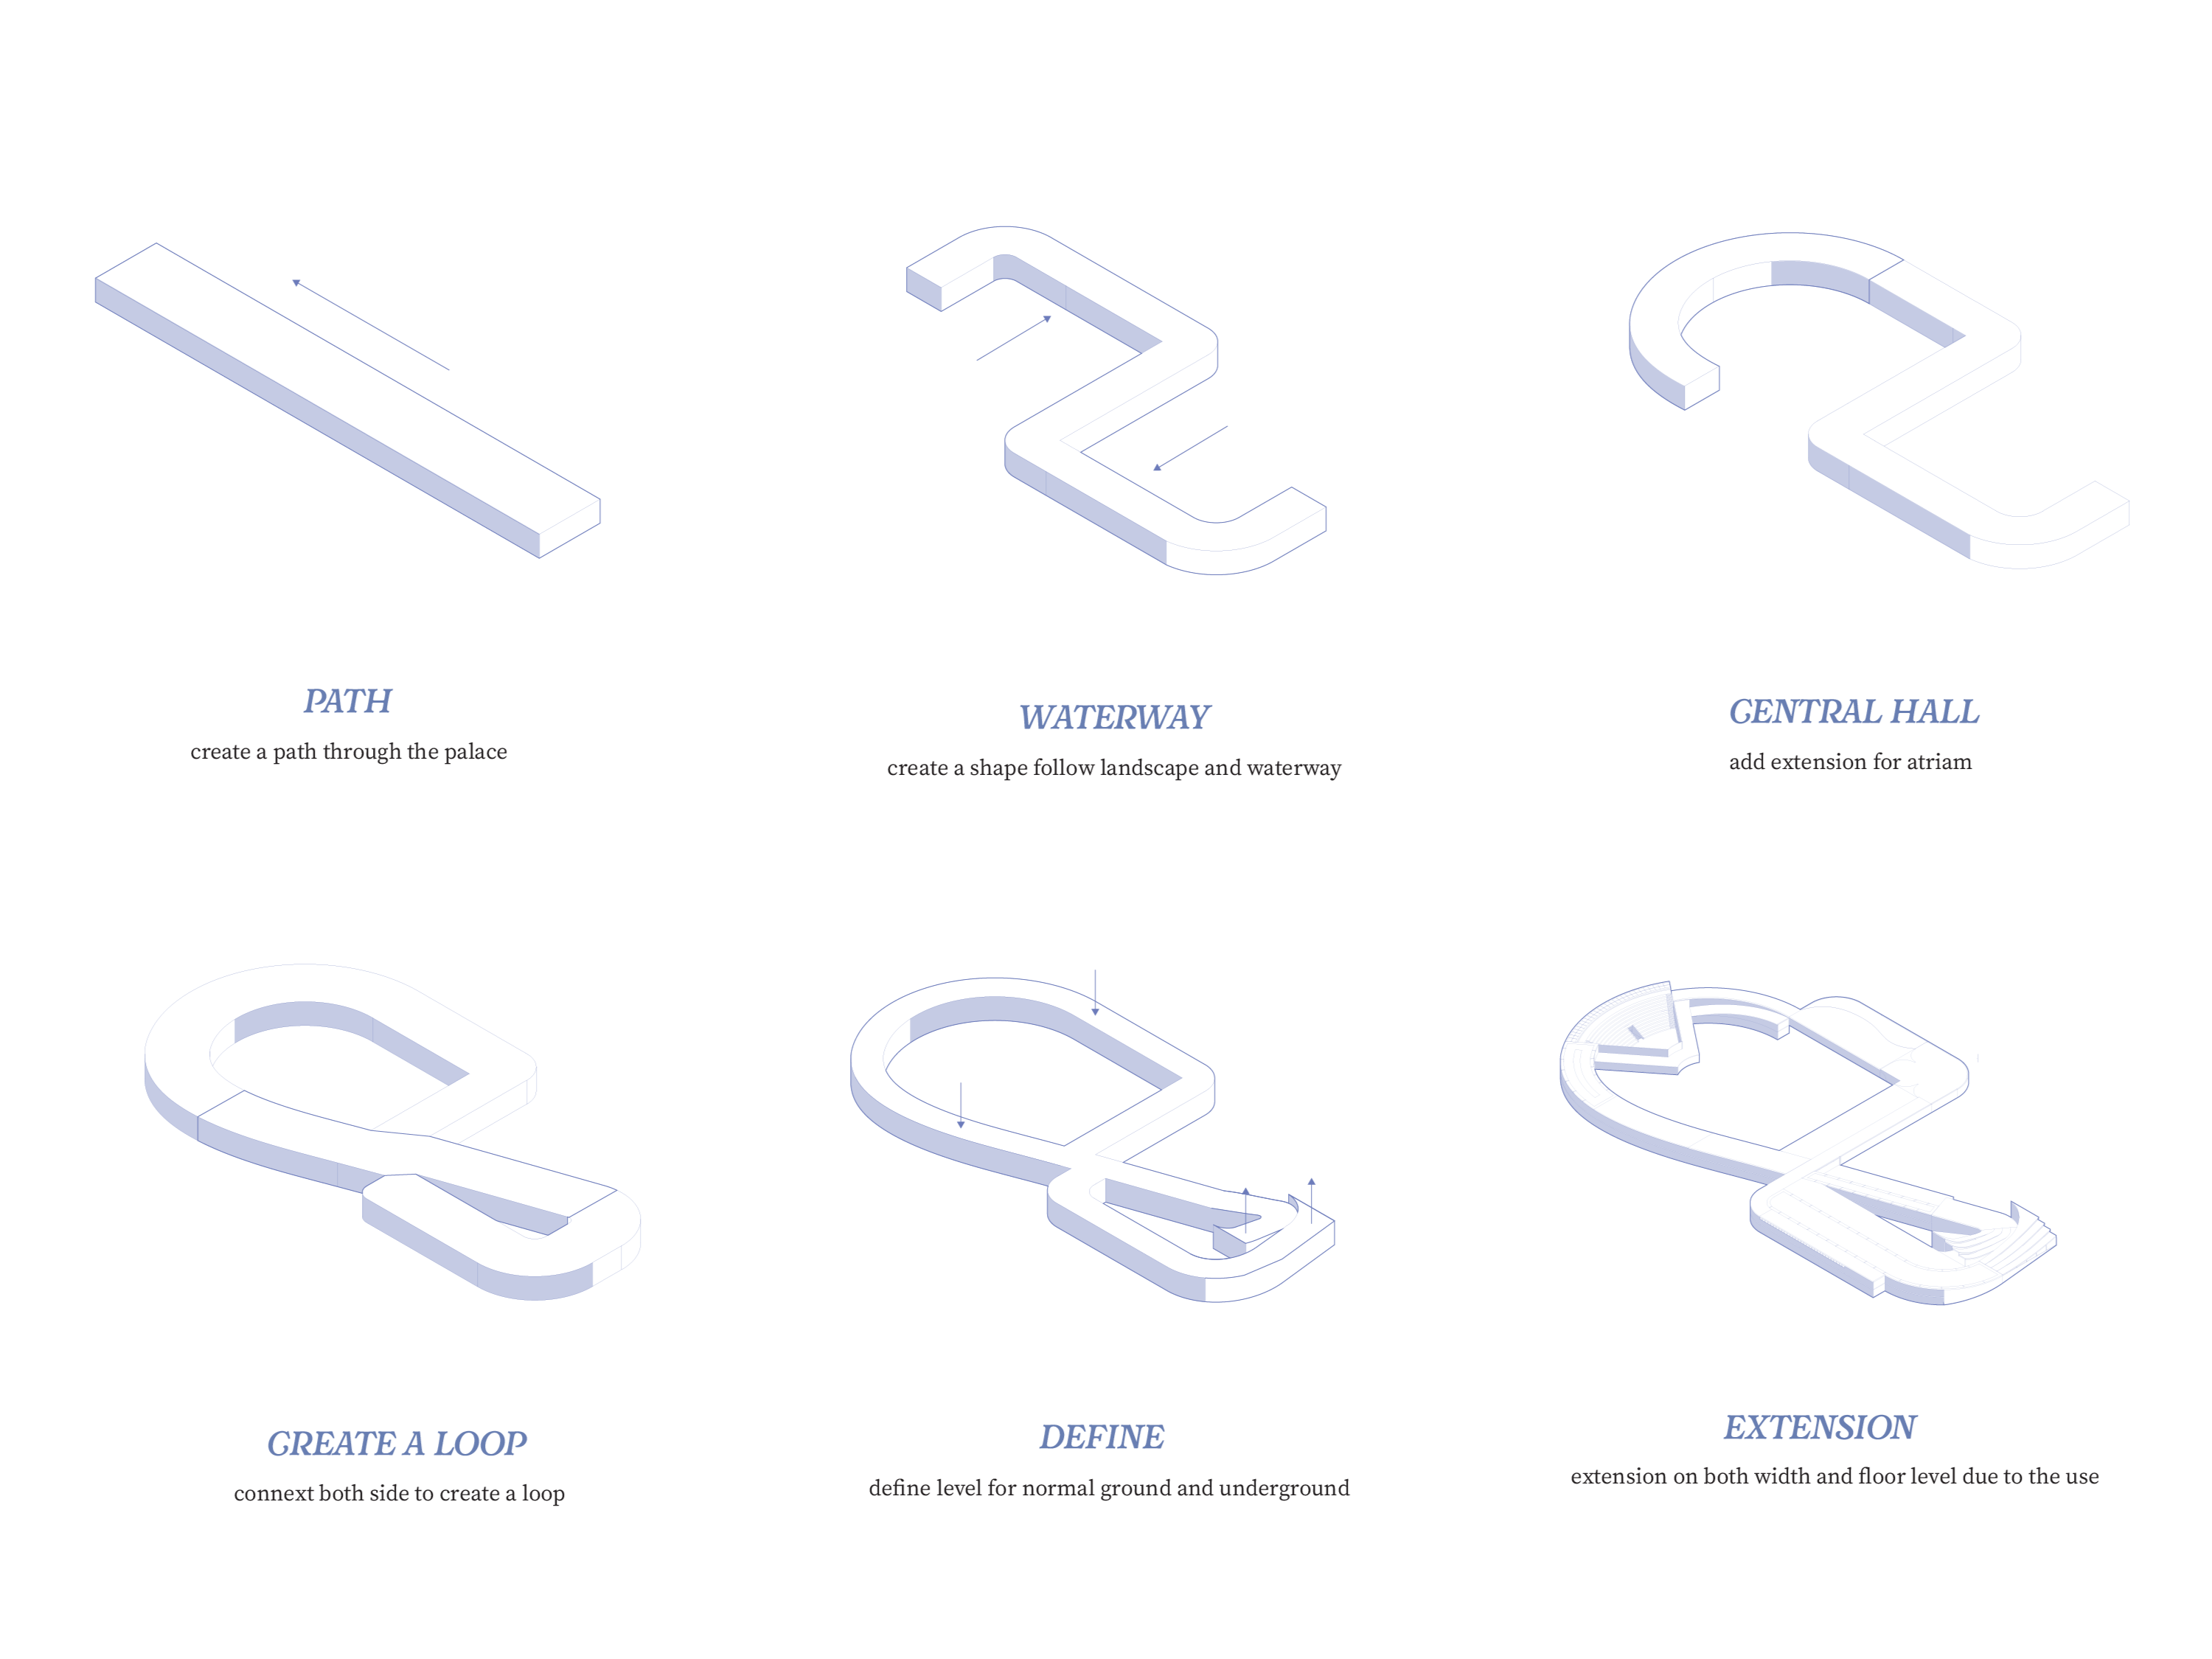 PATH
create a path through the palace
WATERWAY
create a shape follow landscape and waterway
CENTRAL HALL
add extension for atriam
CREATE A LOOP
connext both side to create a loop
DEFINE
define level for normal ground and underground
EXTENSION
extension on both width and floor level due to the use